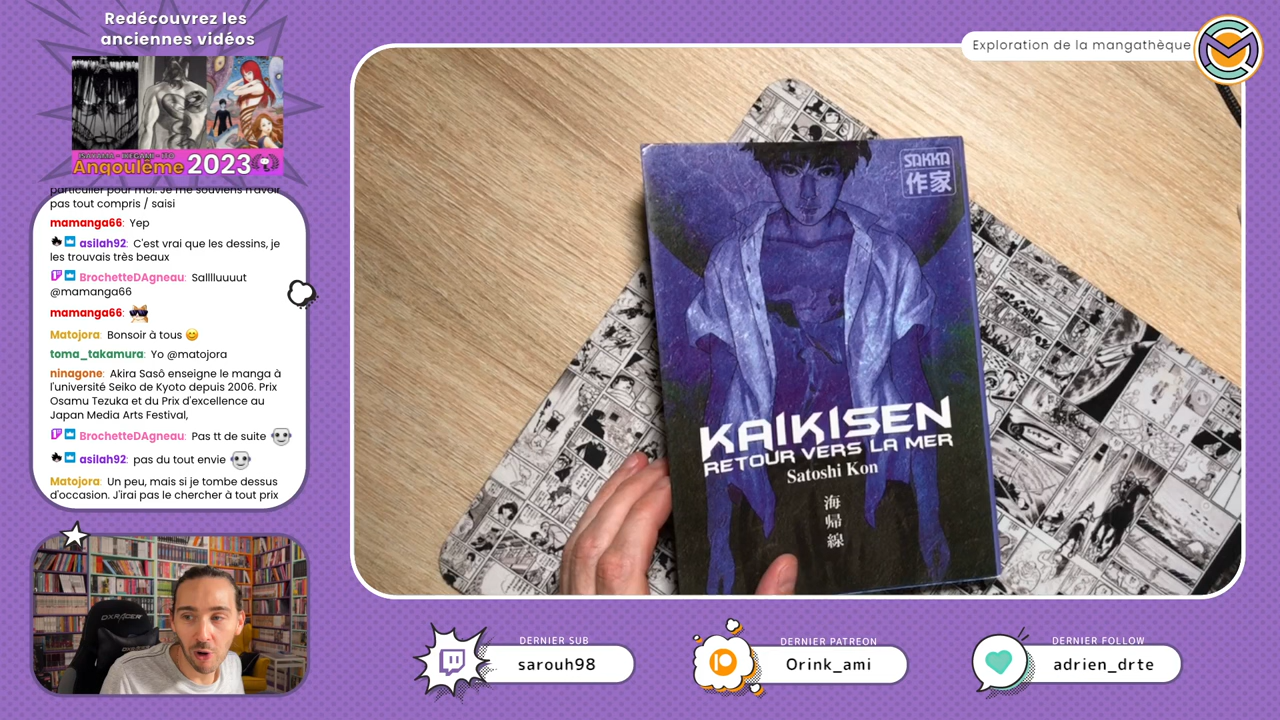 Redécouvrez les
anciennes vidéos
Angoulême 2023
particulier pour moi. Je me souviens n'avoir
pas tout compris / saisi
mamanga66: Yep
asilah92: C'est vrai que les dessins, je
les trouvais très beaux
BrochetteDAgneau: Salllluuuut
@mamanga66
mamanga66:
Matojora: Bonsoir à tous
toma_takamura: Yo @matojora
ninagone: Akira Sasô enseigne le manga à
l'université Seiko de Kyoto depuis 2006. Prix
Osamu Tezuka et du Prix d'excellence au
Japan Media Arts Festival,
BrochetteDAgneau: Pas tt de suite
asilah92: pas du tout envie
Matojora: Un peu, mais si je tombe dessus
d'occasion. J'irai pas le chercher à tout prix
DXRACER
Exploration de la mangathèque
SAKKA
作家
KAIKISEN
RETOUR VERS LA MER
Satoshi Kon
海帰線
DERNIER SUB
sarouh98
DERNIER PATREON
Orink_ami
DERNIER FOLLOW
adrien_drte